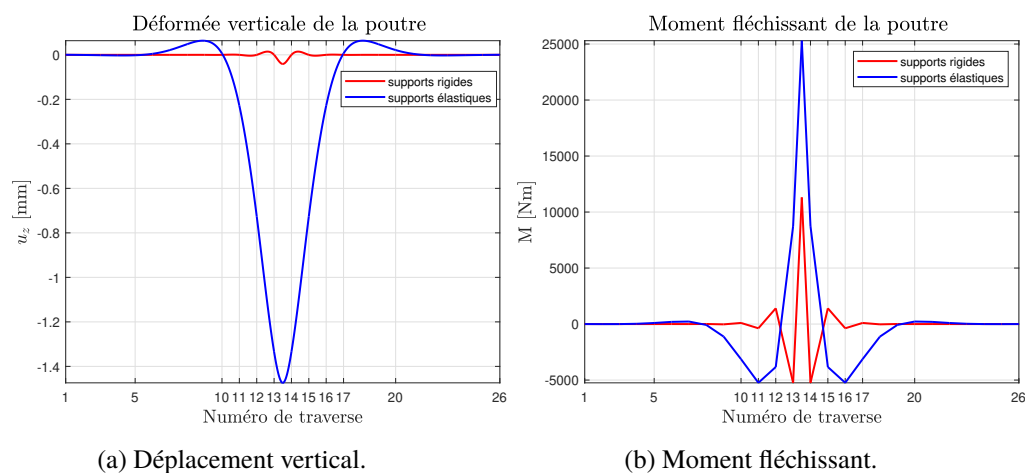 Déformée verticale de la poutre
0
-0.2
-0.4
-0.6
-0.8
-1
-1.2
-1.4
u_z [mm]
supports rigides
supports élastiques
1 5 10 11 12 13 14 15 16 17 20 26
Numéro de traverse
(a) Déplacement vertical.
Moment fléchissant de la poutre
25000
20000
15000
10000
5000
0
-5000
M [Nm]
supports rigides
supports élastiques
1 5 10 11 12 13 14 15 16 17 20 26
Numéro de traverse
(b) Moment fléchissant.